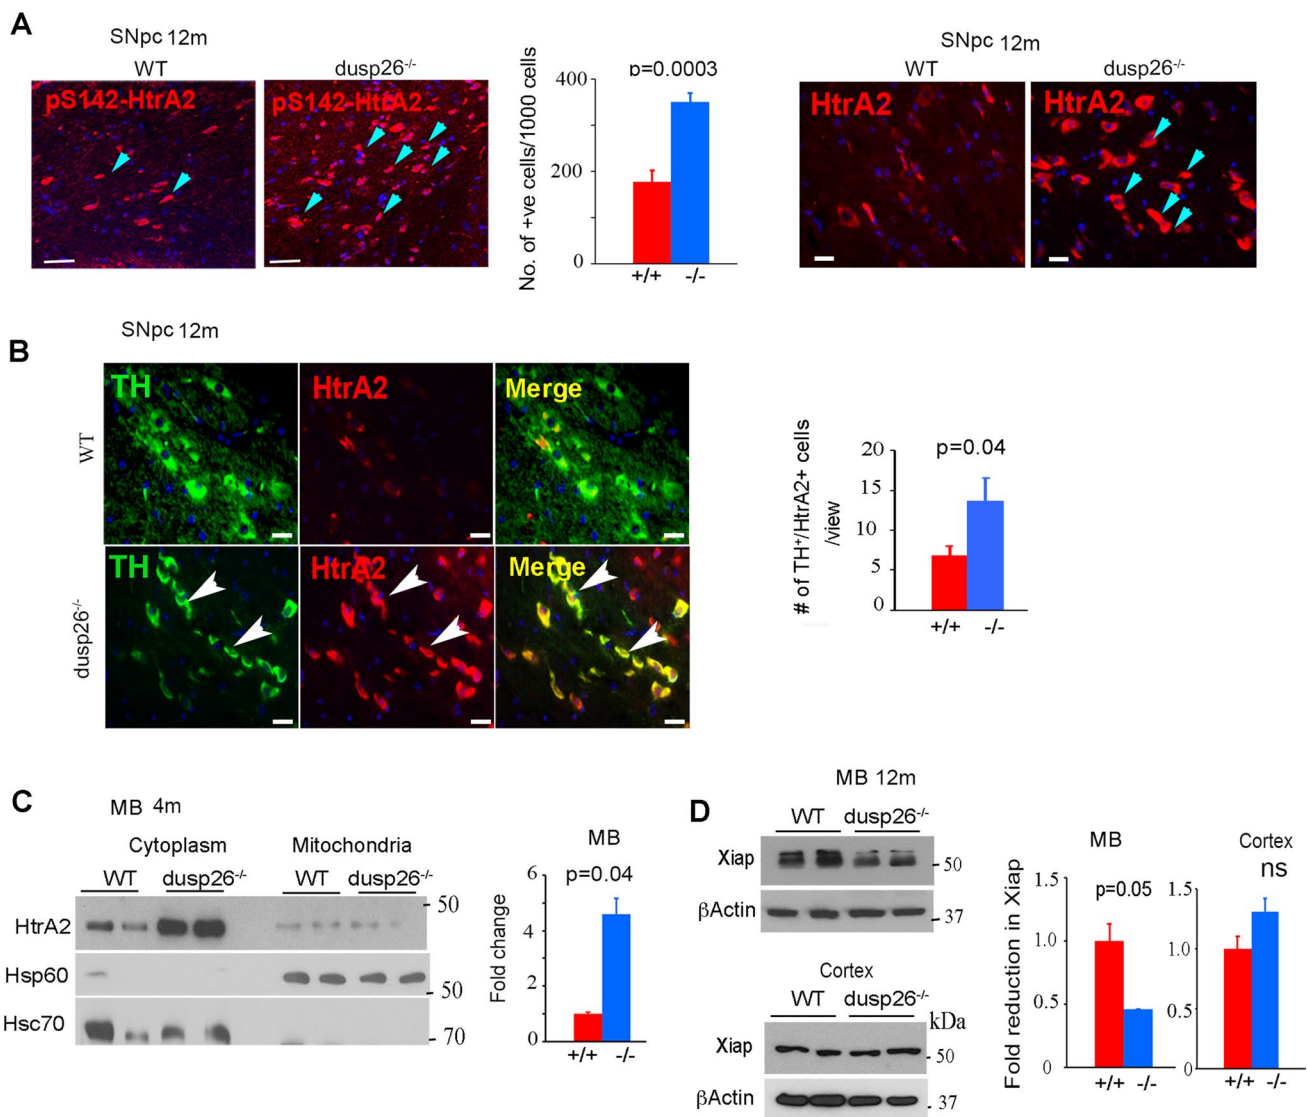 A
SNpc 12m
WT
dusp26-/-
pS142-HtrA2
pS142-HtrA2
No. of +ve cells/1000 cells
400
200
0
p=0.0003
+/+
-/-
SNpc 12m
WT
dusp26-/-
HtrA2
HtrA2
B
SNpc 12m
WT
TH
HtrA2
Merge
dusp26-/-
TH
HtrA2
Merge
# of TH+/HtrA2+ cells
/view
20
15
10
5
0
p=0.04
+/+
-/-
C
MB 4m
Cytoplasm
Mitochondria
WT
dusp26-/-
WT
dusp26-/-
HtrA2
50
Hsp60
50
Hsc70
70
MB
p=0.04
Fold change
6
4
2
0
+/+
-/-
D
MB 12m
WT
dusp26-/-
Xiap
50
βActin
37
Cortex
WT
dusp26-/-
kDa
Xiap
50
βActin
37
Fold reduction in Xiap
MB
1.5
p=0.05
1.0
0.5
0
+/+
-/-
Cortex
ns
1.5
1.0
0.5
0
+/+
-/-